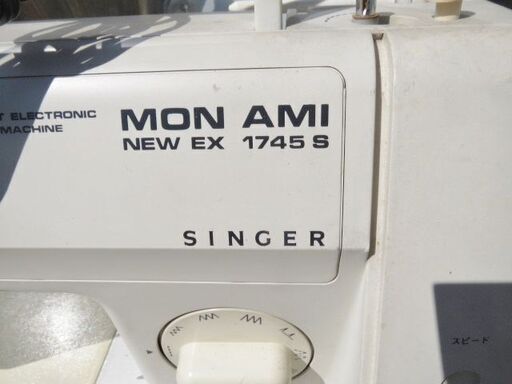 T ELECTRONIC
MACHINE
MON AMI
NEW EX 1745 S
SINGER
スピード